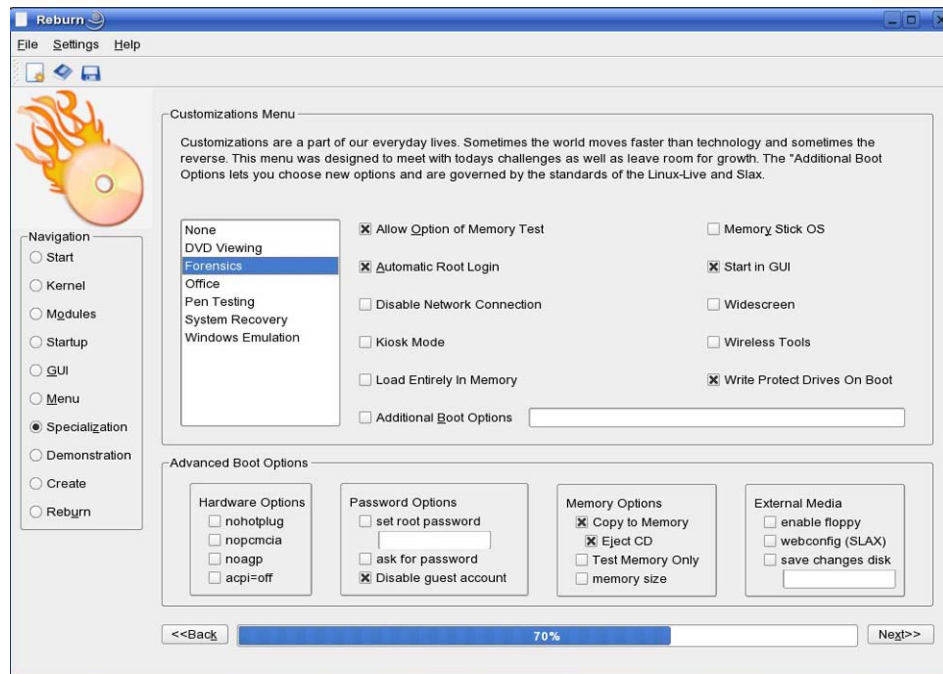 Reburn
File Settings Help
Customizations Menu
Customizations are a part of our everyday lives. Sometimes the world moves faster than technology and sometimes the
reverse. This menu was designed to meet with todays challenges as well as leave room for growth. The "Additional Boot
Options lets you choose new options and are governed by the standards of the Linux-Live and Slax.
Navigation
Start
Kernel
Modules
Startup
GUI
Menu
Specialization
Demonstration
Create
Reburn
None
DVD Viewing
Forensics
Office
Pen Testing
System Recovery
Windows Emulation
Allow Option of Memory Test
Automatic Root Login
Disable Network Connection
Kiosk Mode
Load Entirely In Memory
Additional Boot Options
Memory Stick OS
Start in GUI
Widescreen
Wireless Tools
Write Protect Drives On Boot
Advanced Boot Options
Hardware Options
nohotplug
nopcmcia
noagp
acpi=off
Password Options
set root password
ask for password
Disable guest account
Memory Options
Copy to Memory
Eject CD
Test Memory Only
memory size
External Media
enable floppy
webconfig (SLAX)
save changes disk
<<Back
70%
Next>>